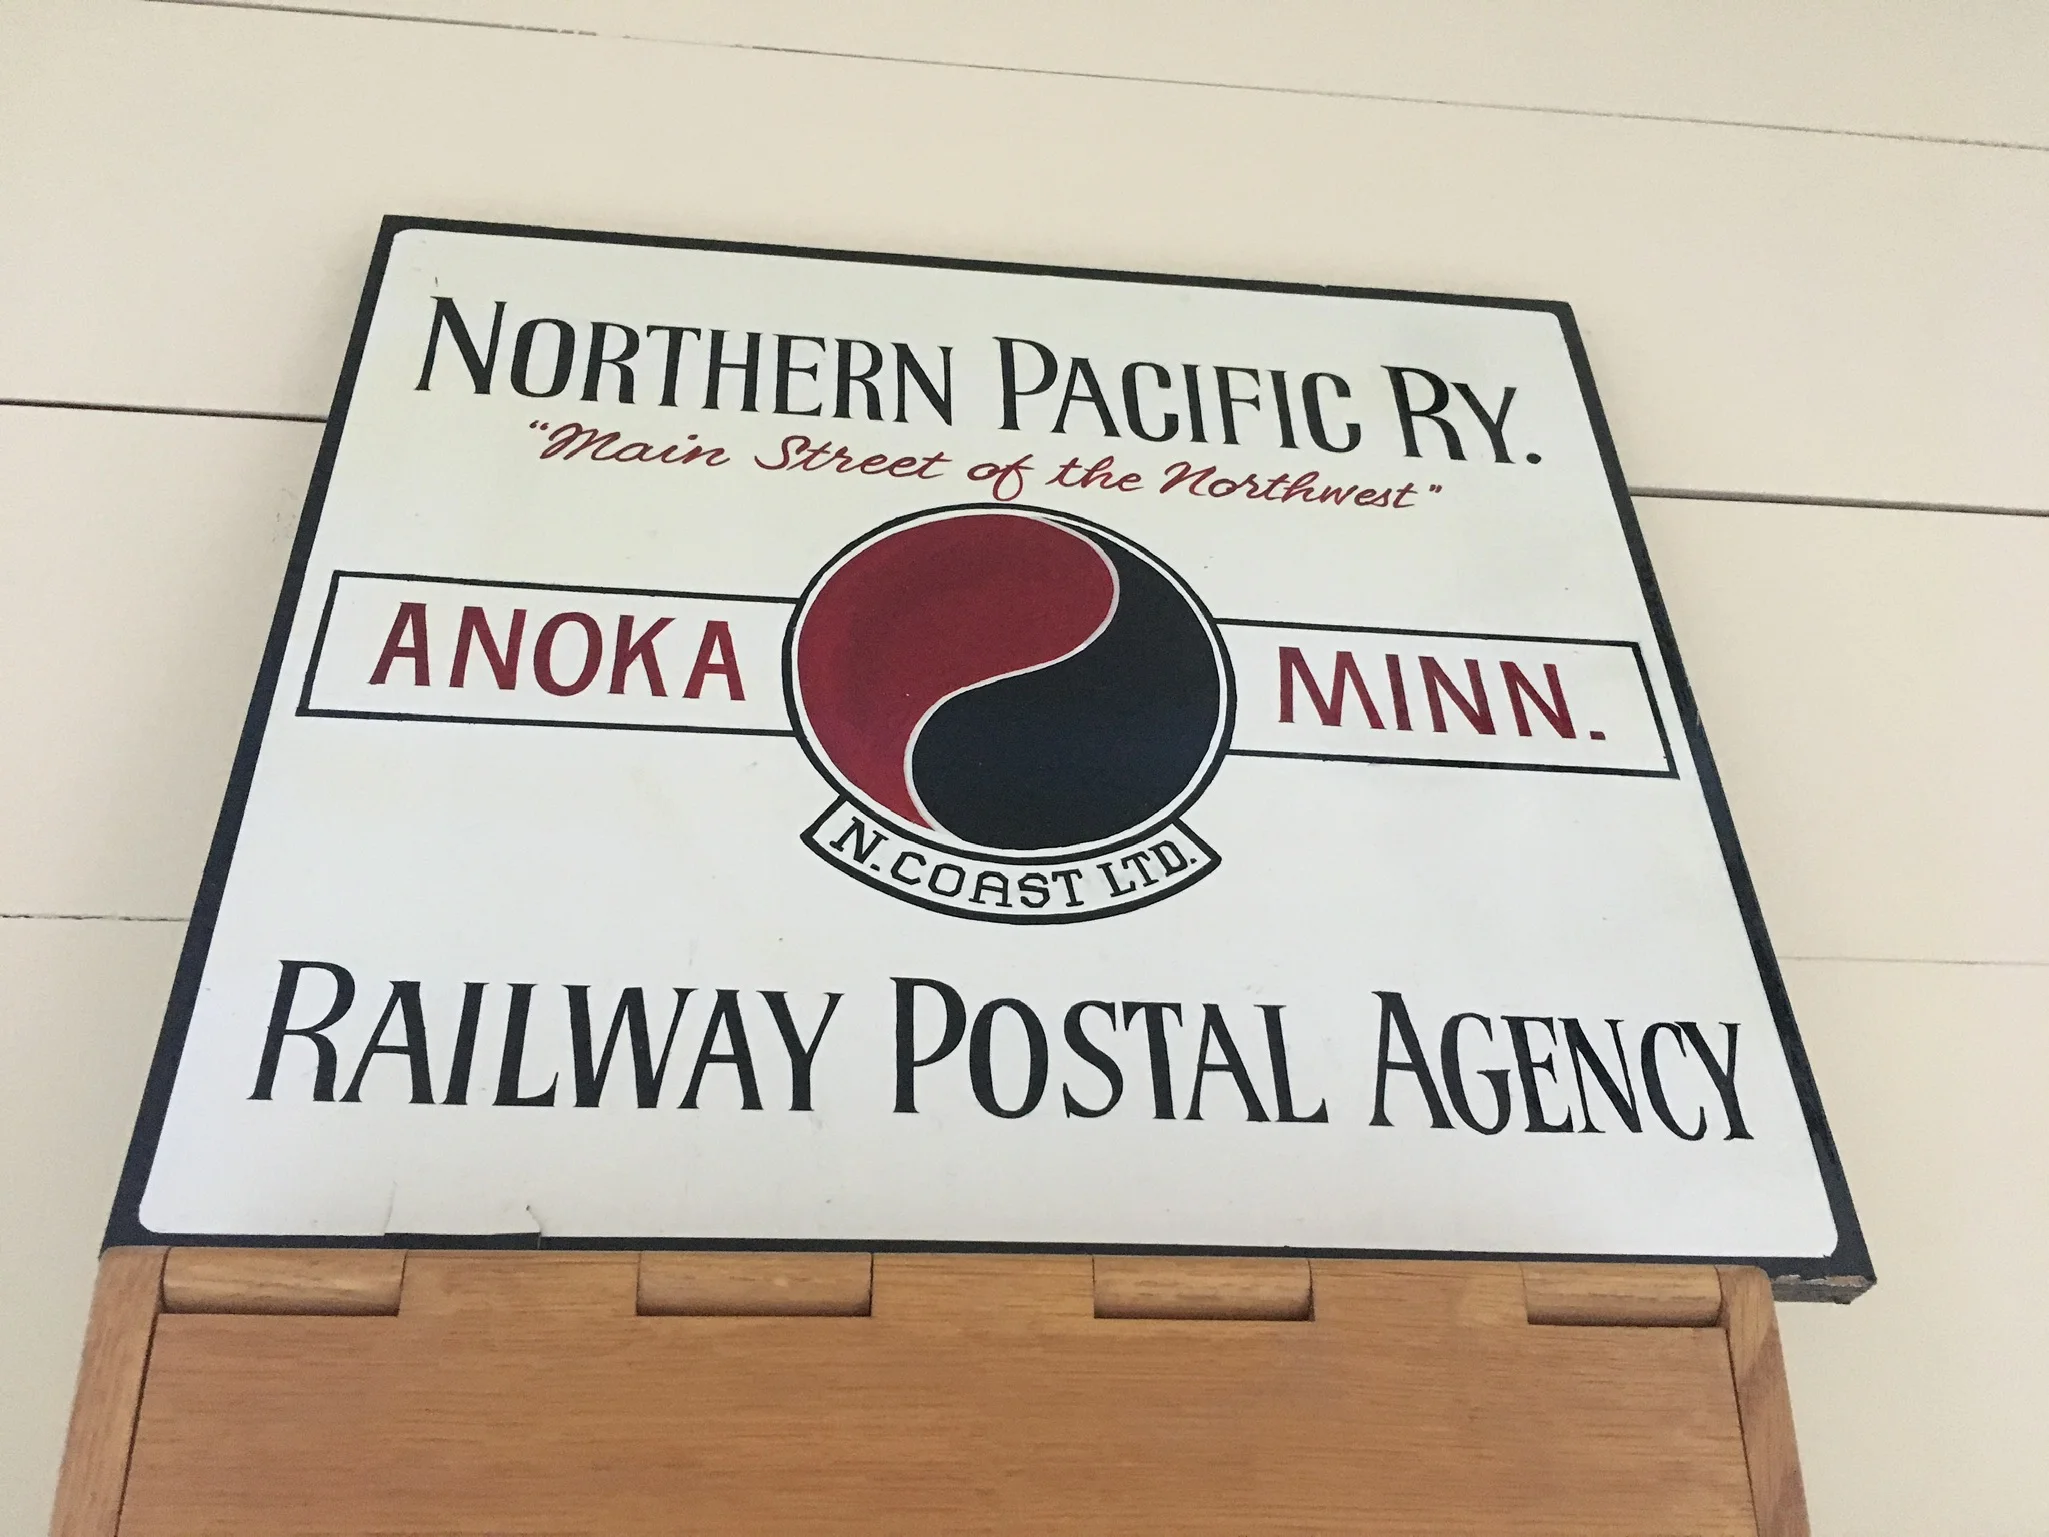 NORTHERN PACIFIC RY.
"Main Street of the Northwest"
ANOKA MINN.
N. COAST LTD.
RAILWAY POSTAL AGENCY